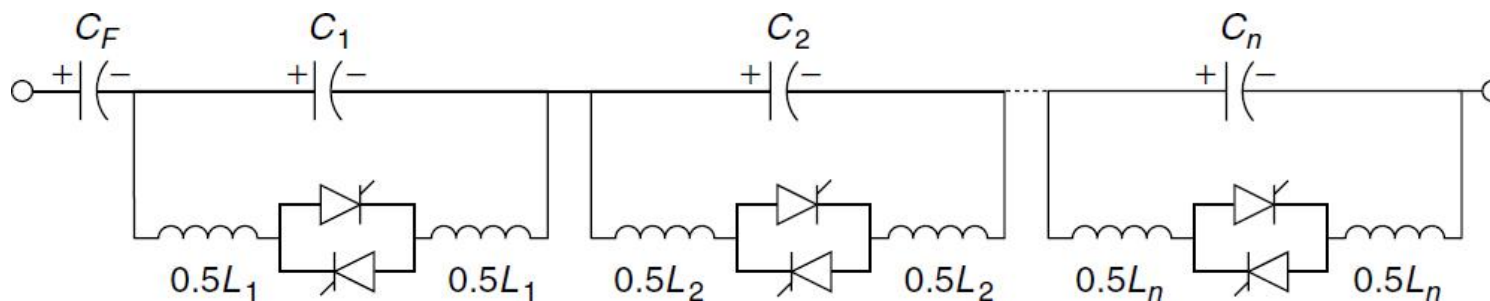 C_F C_1 C_2 C_n
+ − + − + − + −
0.5L_1 0.5L_1 0.5L_2 0.5L_2 0.5L_n 0.5L_n